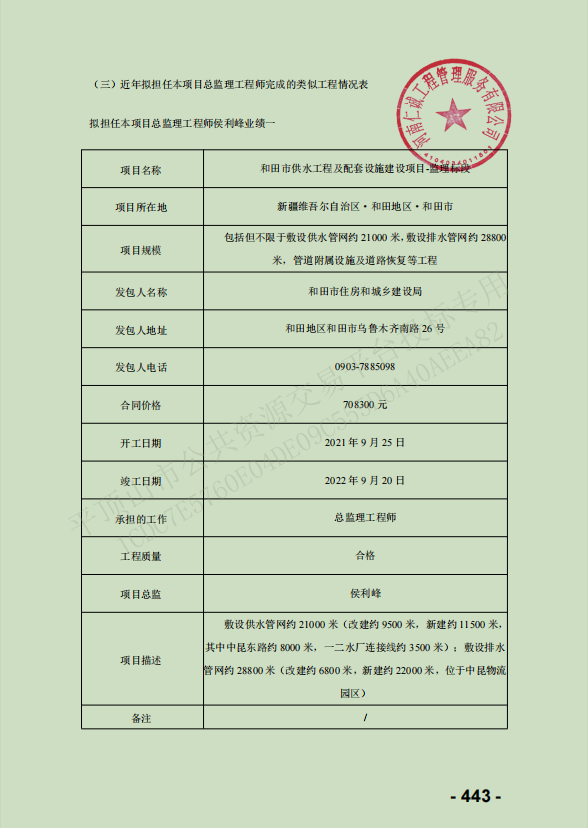 （三）近年拟担任本项目总监理工程师完成的类似工程情况表
拟担任本项目总监理工程师侯利峰业绩一
河南仁诚工程管理服务有限公司
项目名称 和田市供水工程及配套设施建设项目-监理标段
项目所在地 新疆维吾尔自治区·和田地区·和田市
项目规模 包括但不限于敷设供水管网约 21000 米，敷设排水管网约 28800
米，管道附属设施及道路恢复等工程
发包人名称 和田市住房和城乡建设局
发包人地址 和田地区和田市乌鲁木齐南路 26 号
发包人电话 0903-7885098
合同价格 708300 元
开工日期 2021 年 9 月 25 日
竣工日期 2022 年 9 月 20 日
承担的工作 总监理工程师
工程质量 合格
项目总监 侯利峰
项目描述 敷设供水管网约 21000 米（改建约 9500 米，新建约 11500 米，
其中中昆东路约 8000 米，一二水厂连接线约 3500 米）；敷设排水
管网约 28800 米（改建约 6800 米，新建约 22000 米，位于中昆物流
园区）
备注 /
平顶山市公共资源交易平台投标专用
- 443 -